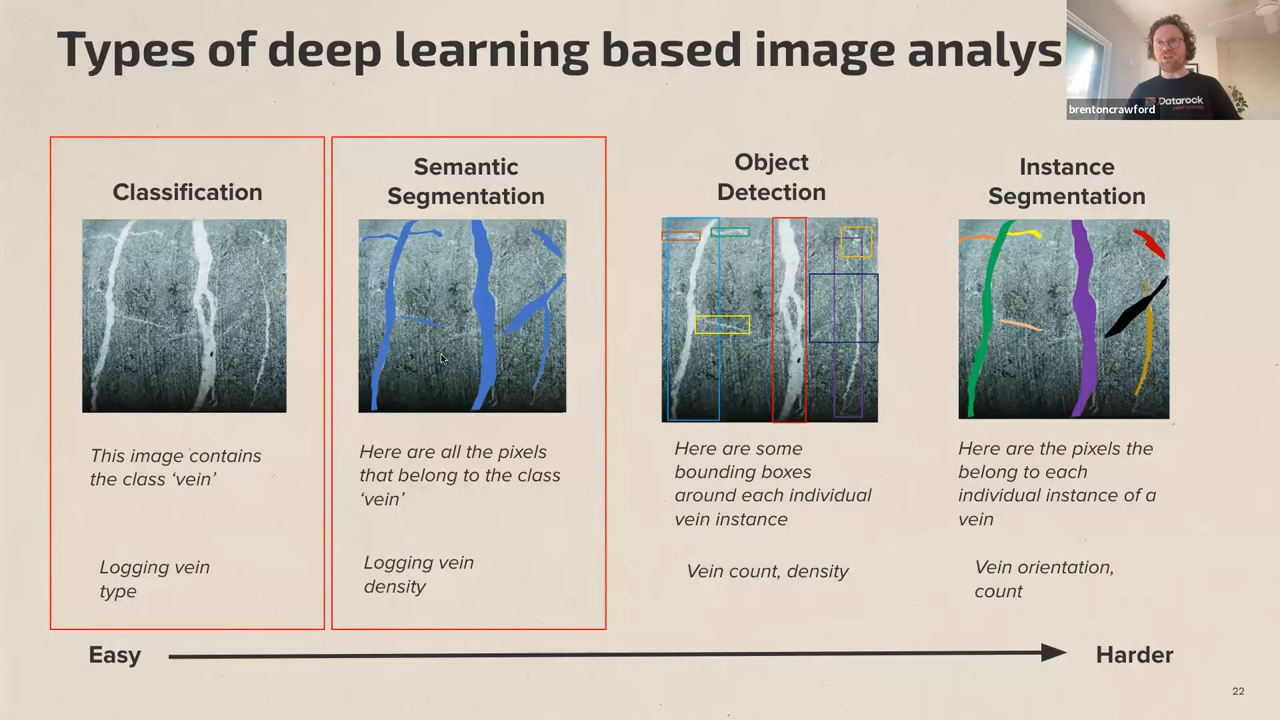 Types of deep learning based image analys
Datarock
brentoncrawford
Classification
This image contains
the class ‘vein’
Logging vein
type
Semantic
Segmentation
Here are all the pixels
that belong to the class
‘vein’
Logging vein
density
Object
Detection
Here are some
bounding boxes
around each individual
vein instance
Vein count, density
Instance
Segmentation
Here are the pixels the
belong to each
individual instance of a
vein
Vein orientation,
count
Easy
Harder
22